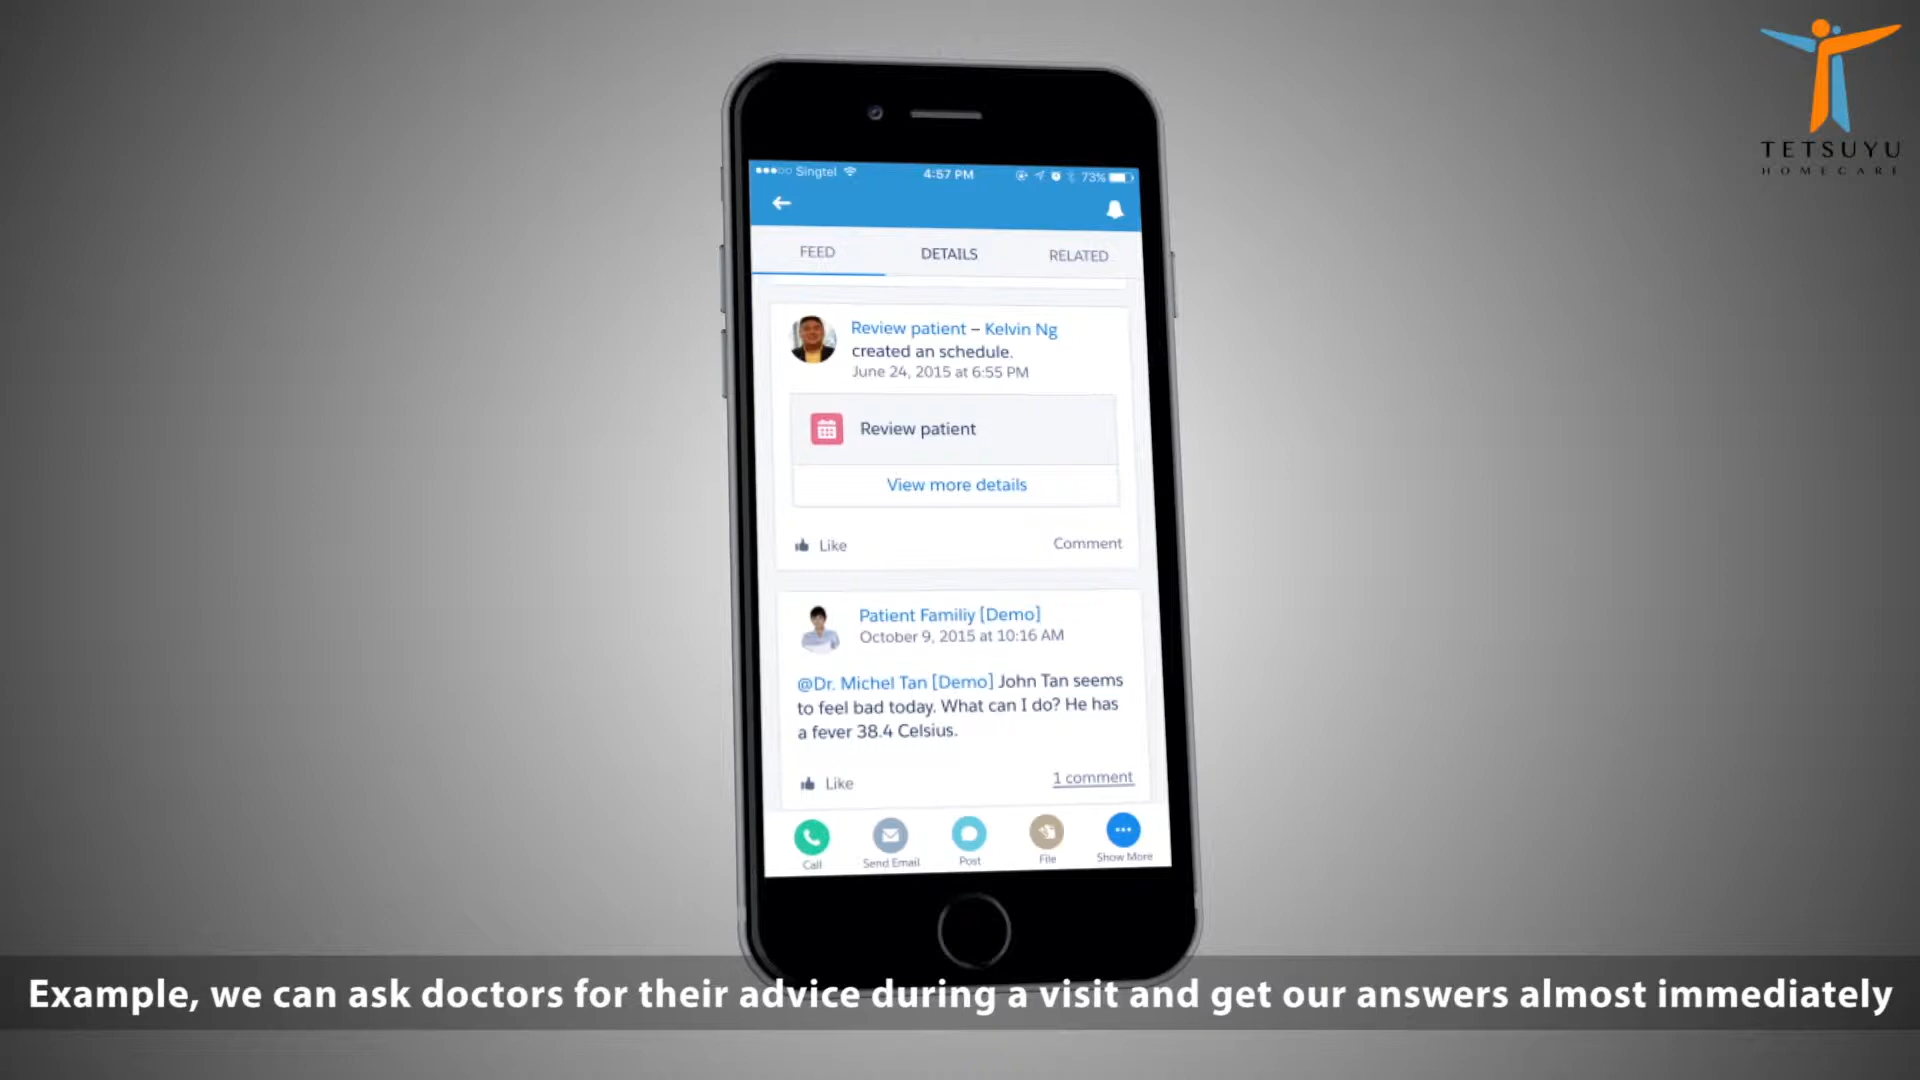 TETSUYU
HOMECARE
Singtel
4:57 PM
73%
FEED
DETAILS
RELATED
Review patient – Kelvin Ng
created an schedule.
June 24, 2015 at 6:55 PM
Review patient
View more details
Like
Comment
Patient Familiy [Demo]
October 9, 2015 at 10:16 AM
@Dr. Michel Tan [Demo] John Tan seems
to feel bad today. What can I do? He has
a fever 38.4 Celsius.
Like
1 comment
Call
Send Email
Post
File
Show More
Example, we can ask doctors for their advice during a visit and get our answers almost immediately